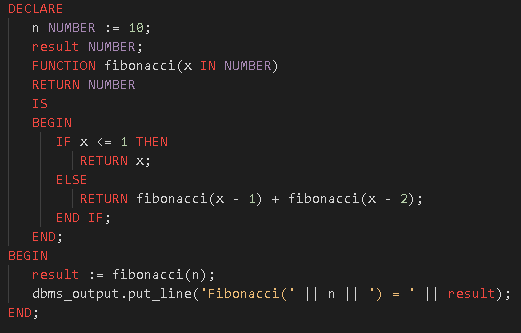 DECLARE
n NUMBER := 10;
result NUMBER;
FUNCTION fibonacci(x IN NUMBER)
RETURN NUMBER
IS
BEGIN
IF x <= 1 THEN
RETURN x;
ELSE
RETURN fibonacci(x - 1) + fibonacci(x - 2);
END IF;
END;
BEGIN
result := fibonacci(n);
dbms_output.put_line('Fibonacci(' || n || ') = ' || result);
END;